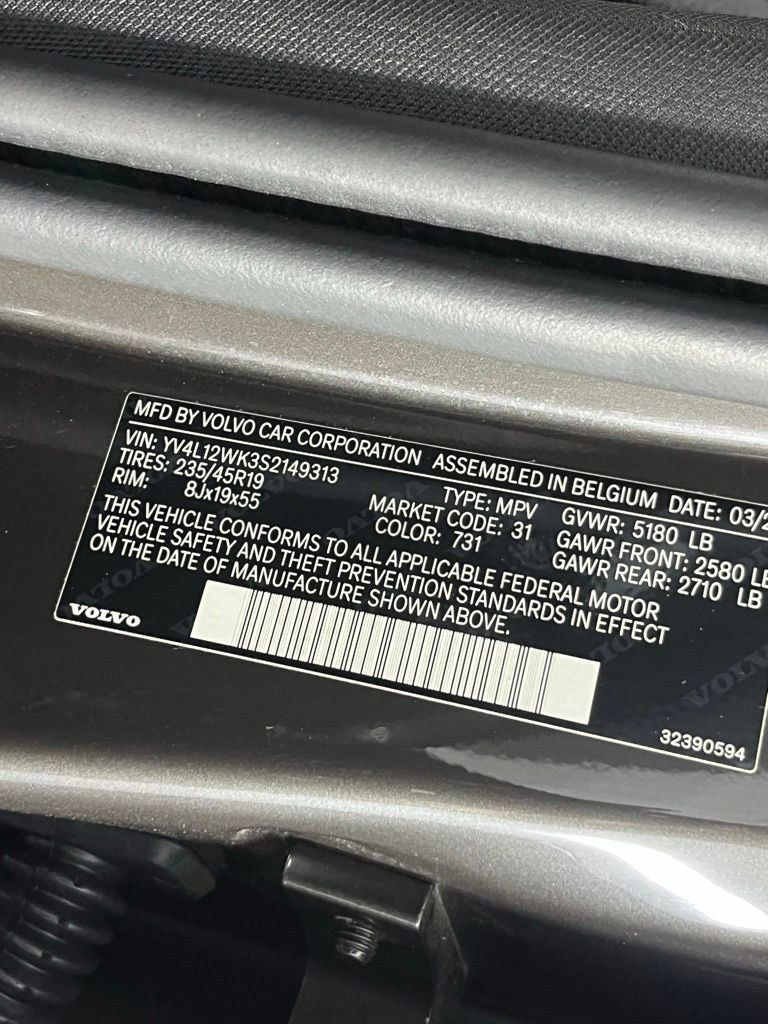 MFD BY VOLVO CAR CORPORATION ASSEMBLED IN BELGIUM DATE: 03/2
VIN: YV4L12WK3S2149313
TIRES: 235/45R19 TYPE: MPV GVWR: 5180 LB
RIM: 8Jx19x55 MARKET CODE: 31 GAWR FRONT: 2580 LB
COLOR: 731 GAWR REAR: 2710 LB
THIS VEHICLE CONFORMS TO ALL APPLICABLE FEDERAL MOTOR
VEHICLE SAFETY AND THEFT PREVENTION STANDARDS IN EFFECT
ON THE DATE OF MANUFACTURE SHOWN ABOVE.
VOLVO
32390594